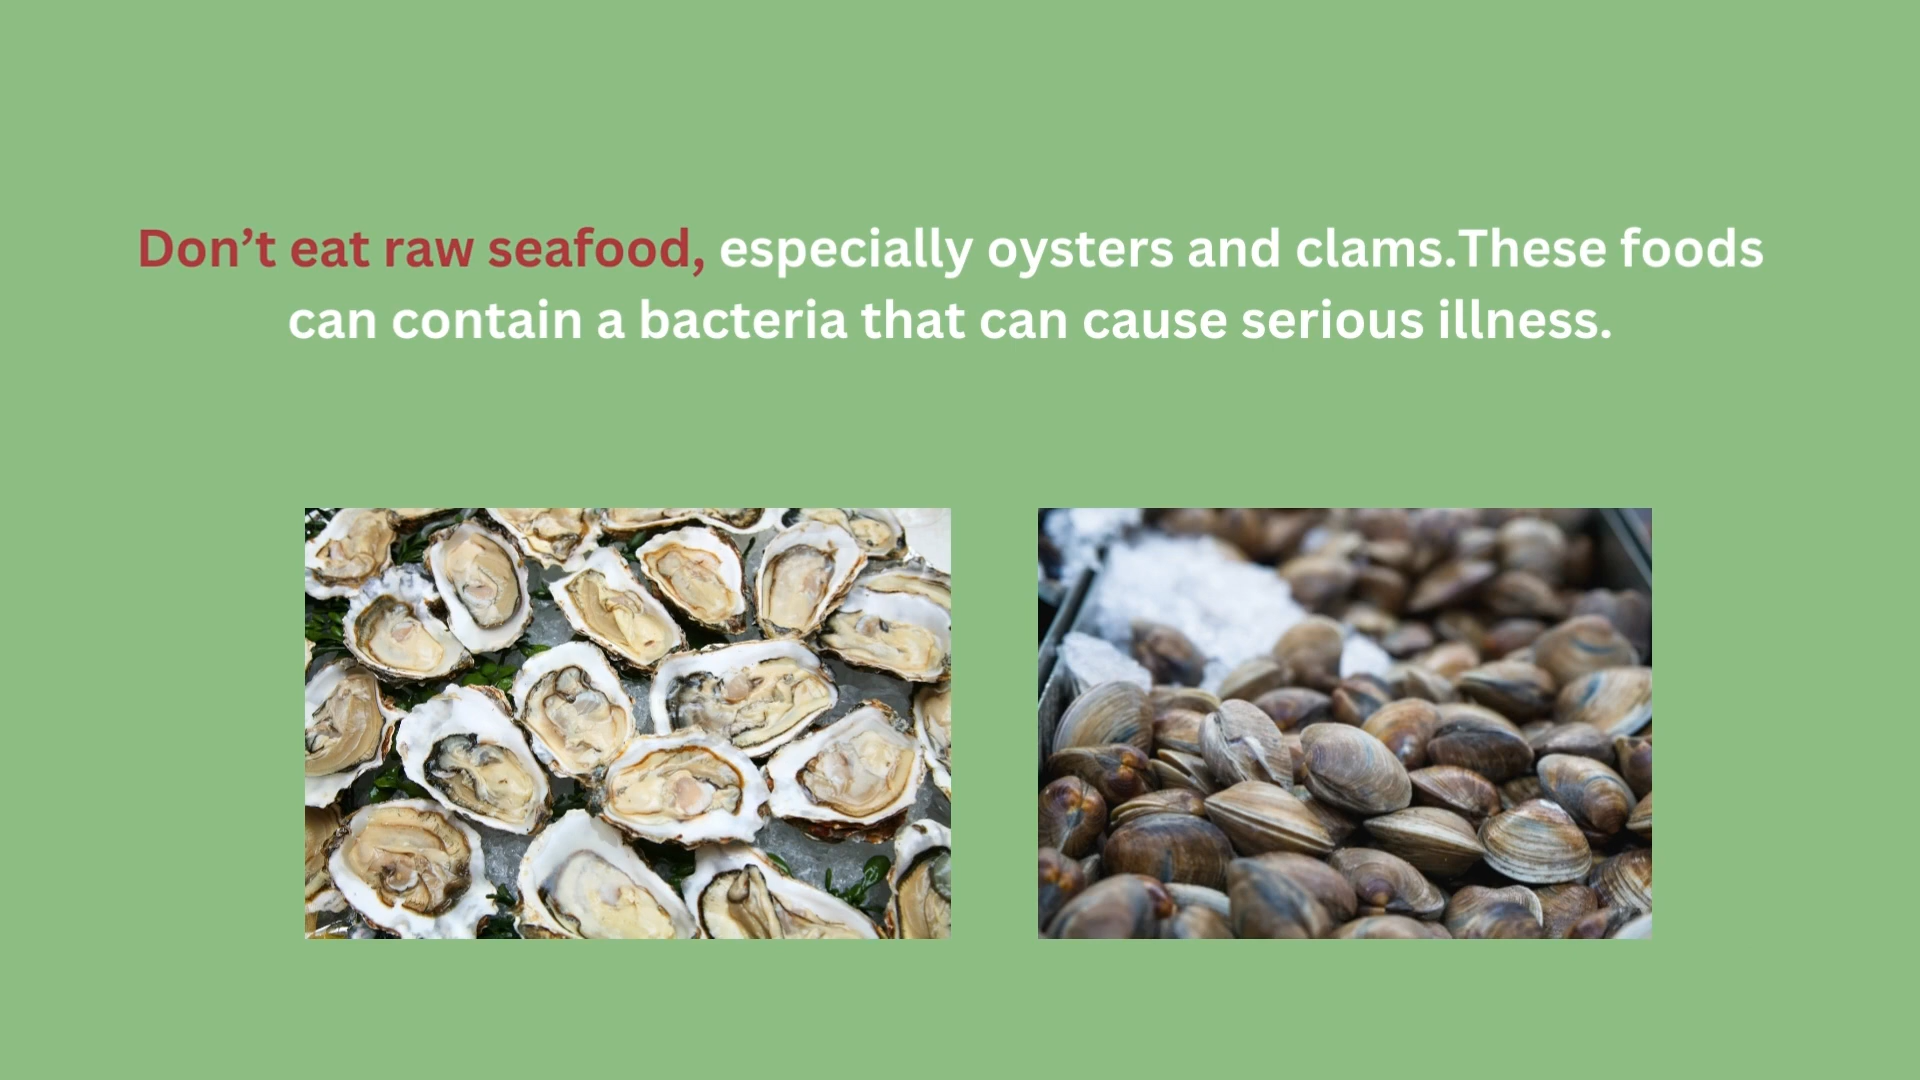 Don’t eat raw seafood, especially oysters and clams.These foods
can contain a bacteria that can cause serious illness.